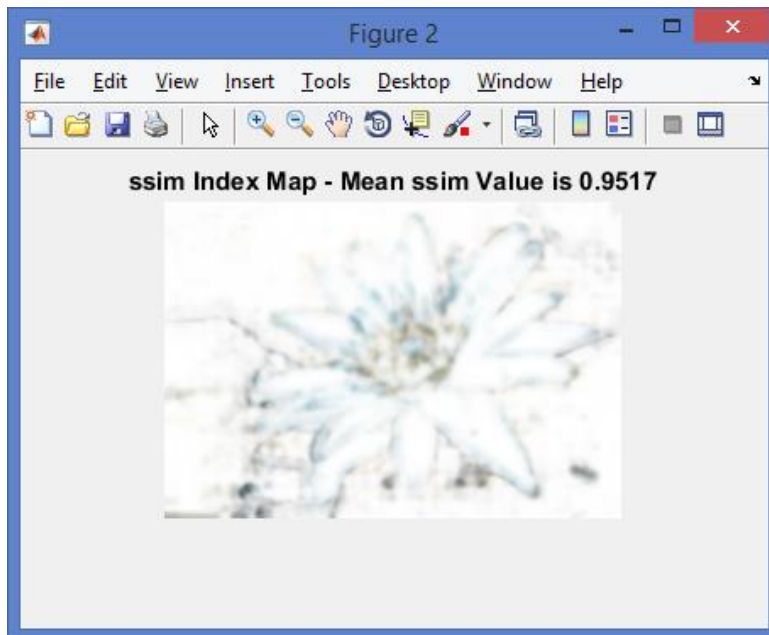 Figure 2
File Edit View Insert Tools Desktop Window Help
ssim Index Map - Mean ssim Value is 0.9517